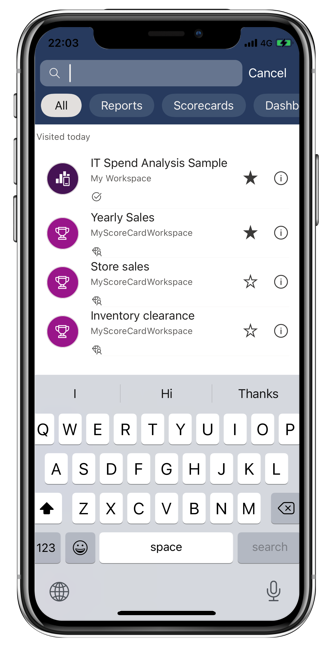 22:03
4G
Cancel
All Reports Scorecards Dashb
Visited today
IT Spend Analysis Sample
My Workspace
Yearly Sales
MyScoreCardWorkspace
Store sales
MyScoreCardWorkspace
Inventory clearance
MyScoreCardWorkspace
I Hi Thanks
Q W E R T Y U I O P
A S D F G H J K L
Z X C V B N M
123 space search